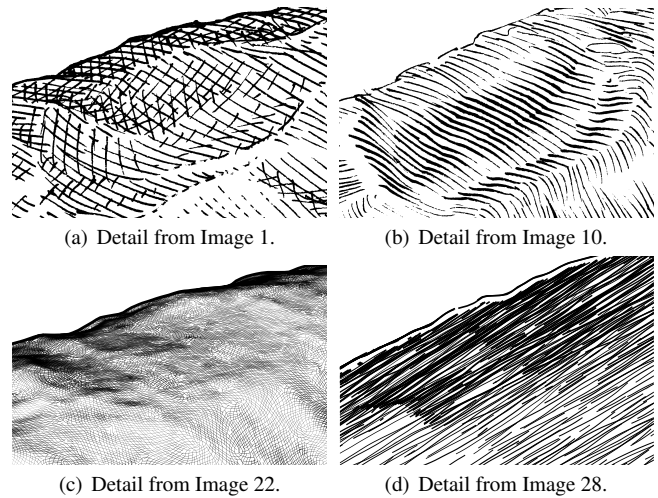 (a) Detail from Image 1.
(b) Detail from Image 10.
(c) Detail from Image 22.
(d) Detail from Image 28.